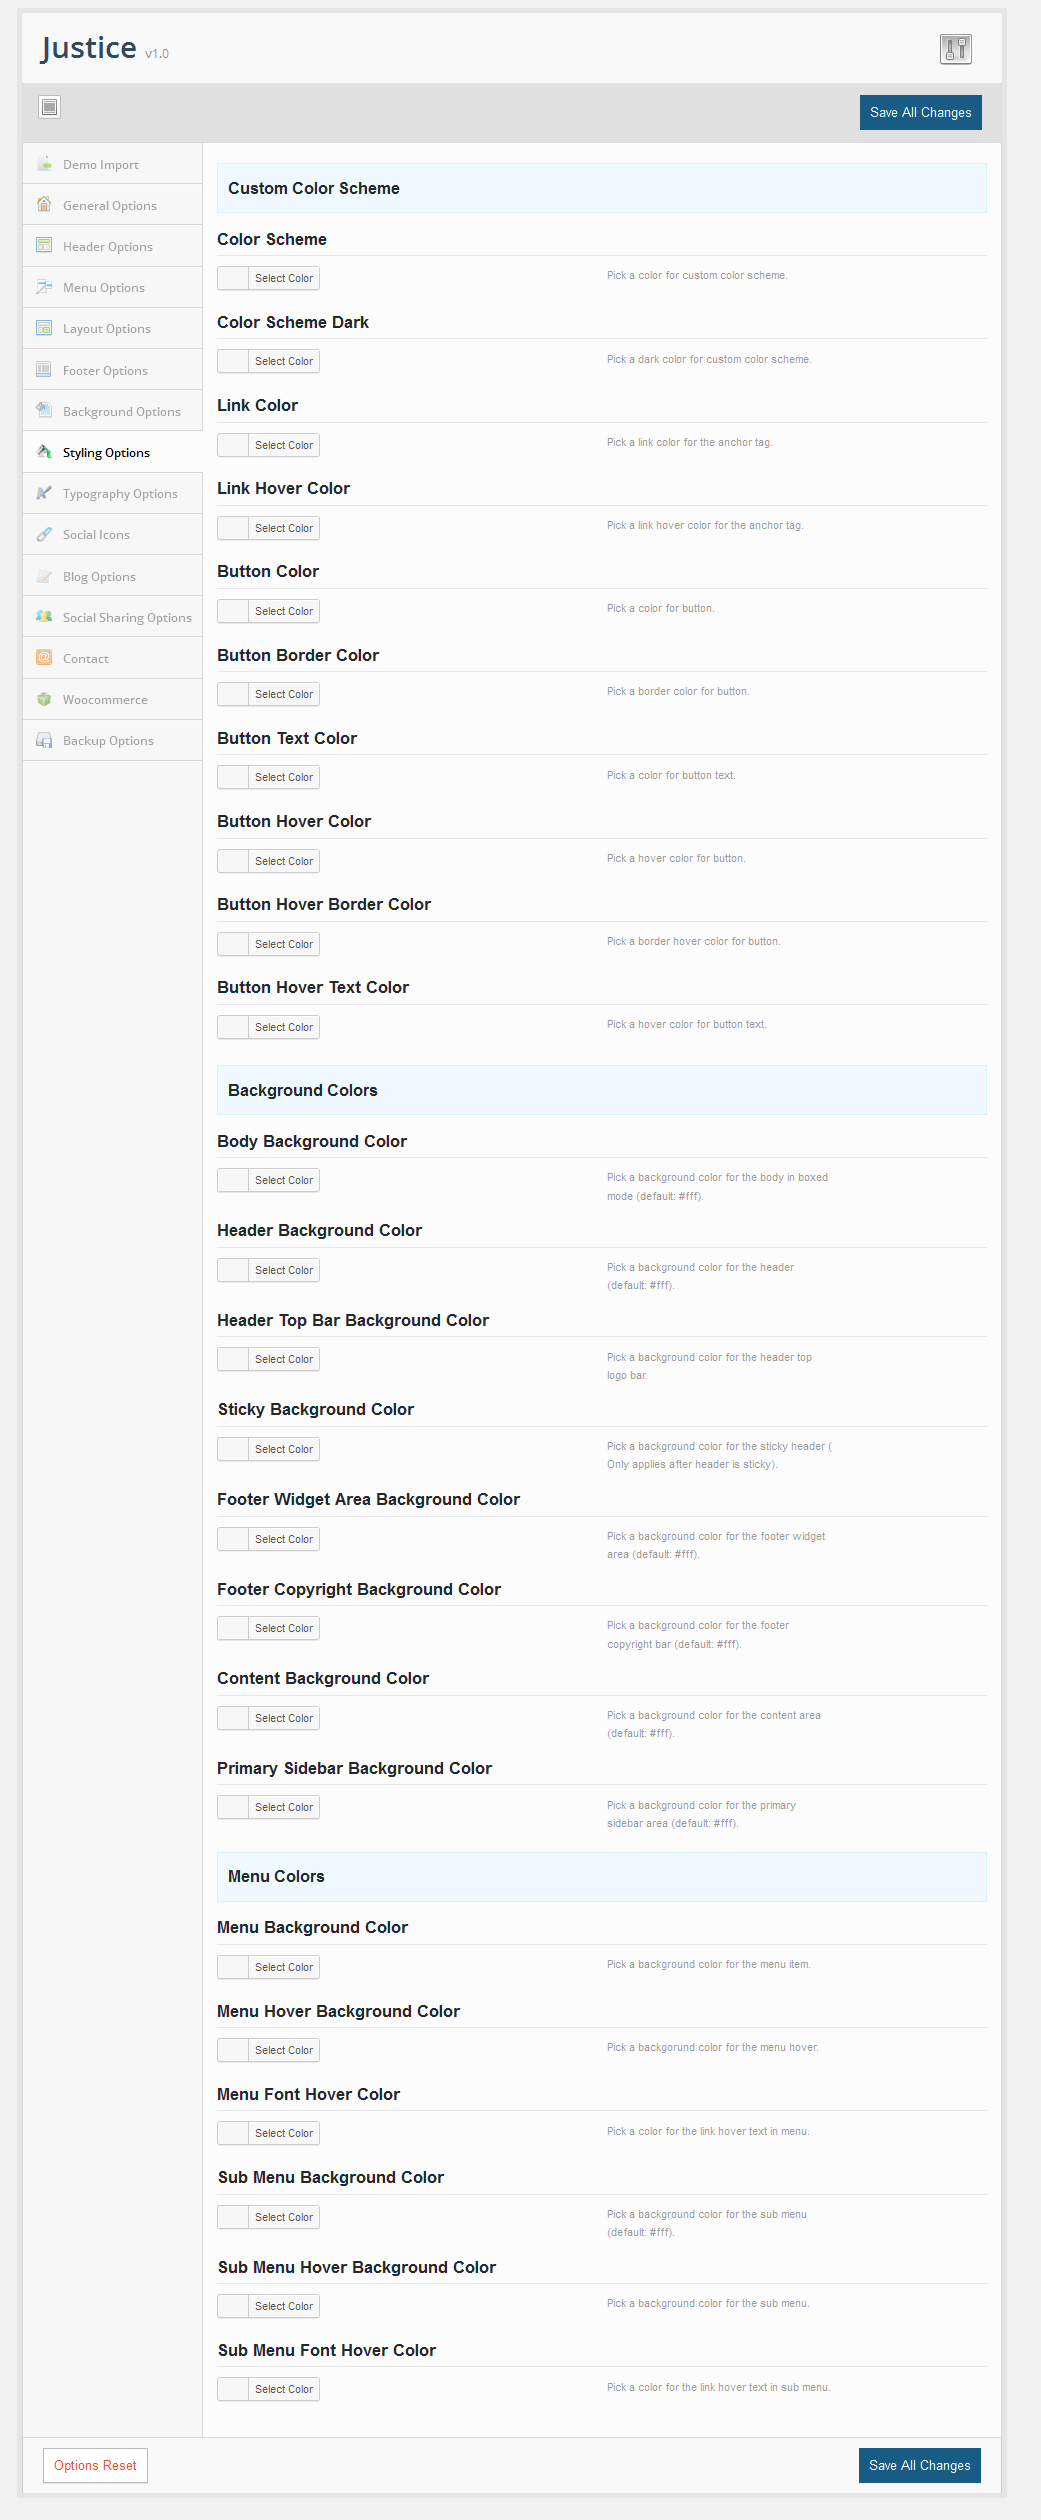 Justice v1.0
Save All Changes
Demo Import
General Options
Header Options
Menu Options
Layout Options
Footer Options
Background Options
Styling Options
Typography Options
Social Icons
Blog Options
Social Sharing Options
Contact
Woocommerce
Backup Options
Custom Color Scheme
Color Scheme
Select Color
Pick a color for custom color scheme.
Color Scheme Dark
Select Color
Pick a dark color for custom color scheme.
Link Color
Select Color
Pick a link color for the anchor tag.
Link Hover Color
Select Color
Pick a link hover color for the anchor tag.
Button Color
Select Color
Pick a color for button.
Button Border Color
Select Color
Pick a border color for button.
Button Text Color
Select Color
Pick a color for button text.
Button Hover Color
Select Color
Pick a hover color for button.
Button Hover Border Color
Select Color
Pick a border hover color for button.
Button Hover Text Color
Select Color
Pick a hover color for button text.
Background Colors
Body Background Color
Select Color
Pick a background color for the body in boxed
mode (default: #fff).
Header Background Color
Select Color
Pick a background color for the header
(default: #fff).
Header Top Bar Background Color
Select Color
Pick a background color for the header top
logo bar.
Sticky Background Color
Select Color
Pick a background color for the sticky header (
Only applies after header is sticky).
Footer Widget Area Background Color
Select Color
Pick a background color for the footer widget
area (default: #fff).
Footer Copyright Background Color
Select Color
Pick a background color for the footer
copyright bar (default: #fff).
Content Background Color
Select Color
Pick a background color for the content area
(default: #fff).
Primary Sidebar Background Color
Select Color
Pick a background color for the primary
sidebar area (default: #fff).
Menu Colors
Menu Background Color
Select Color
Pick a background color for the menu item.
Menu Hover Background Color
Select Color
Pick a backgorund color for the menu hover.
Menu Font Hover Color
Select Color
Pick a color for the link hover text in menu.
Sub Menu Background Color
Select Color
Pick a background color for the sub menu
(default: #fff).
Sub Menu Hover Background Color
Select Color
Pick a background color for the sub menu.
Sub Menu Font Hover Color
Select Color
Pick a color for the link hover text in sub menu.
Options Reset
Save All Changes